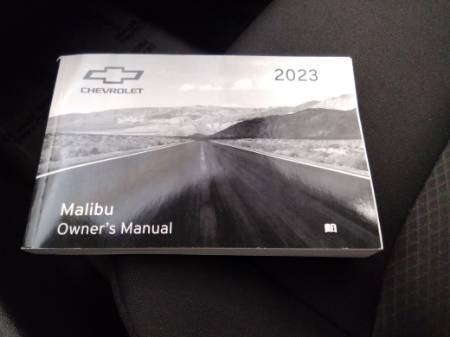 CHEVROLET
2023
Malibu
Owner's Manual